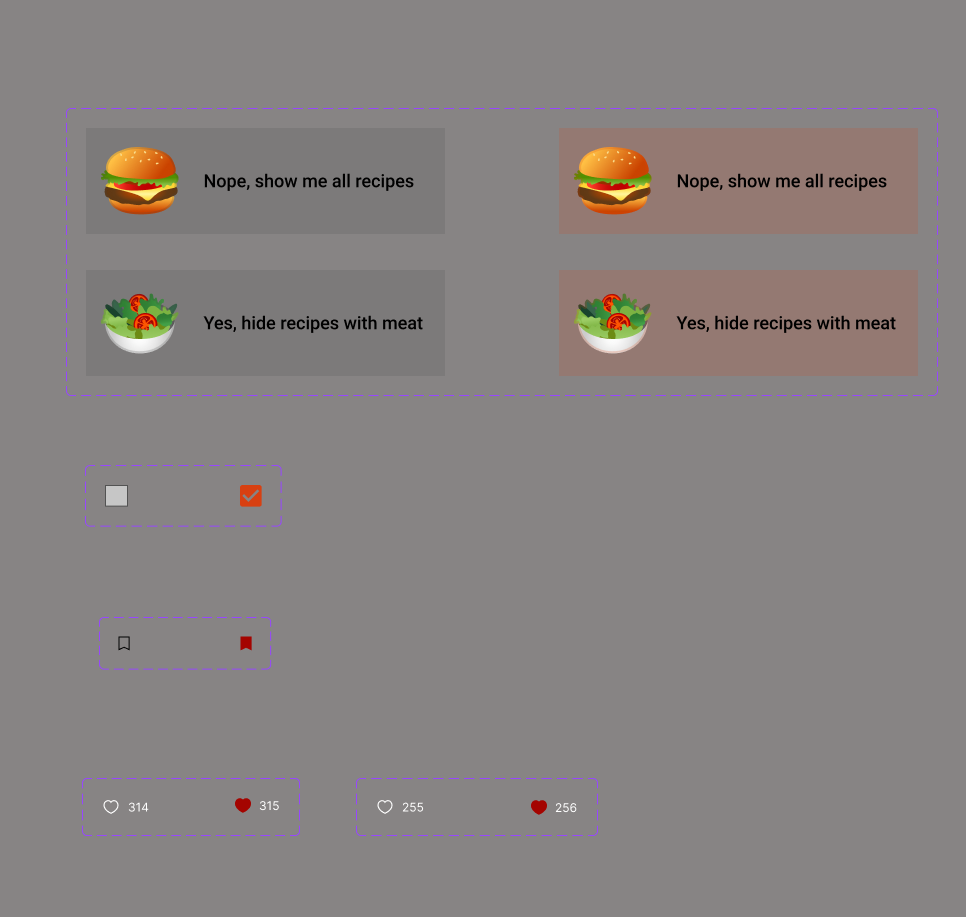 Nope, show me all recipes
Nope, show me all recipes
Yes, hide recipes with meat
Yes, hide recipes with meat
314
315
255
256